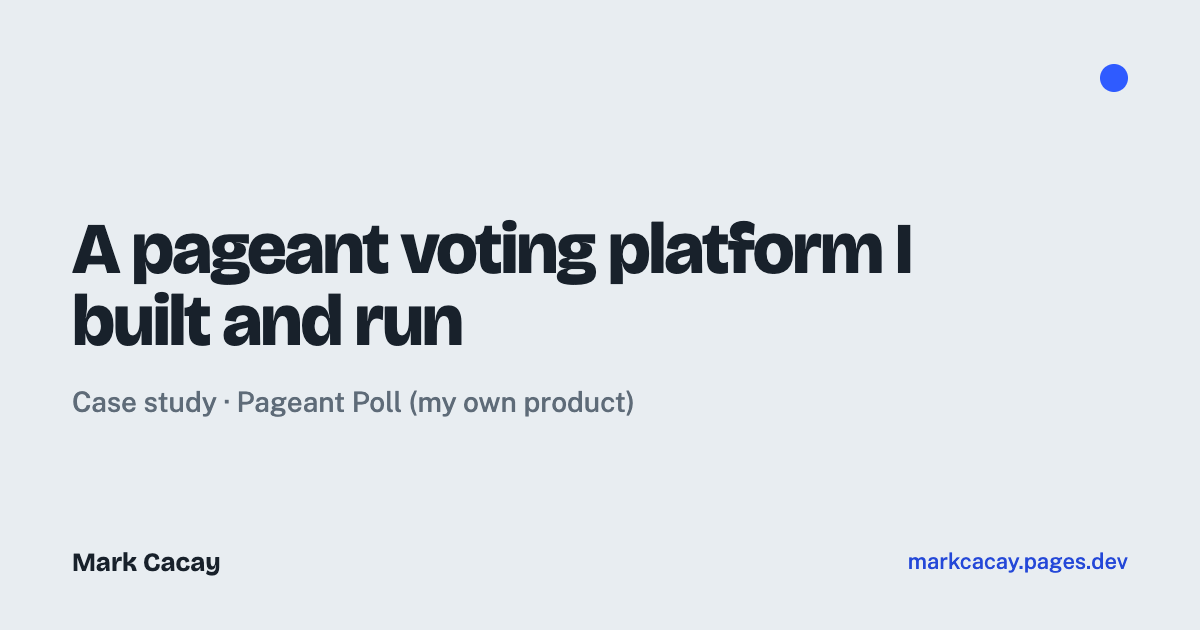 A pageant voting platform I
built and run
Case study · Pageant Poll (my own product)
Mark Cacay
markcacay.pages.dev